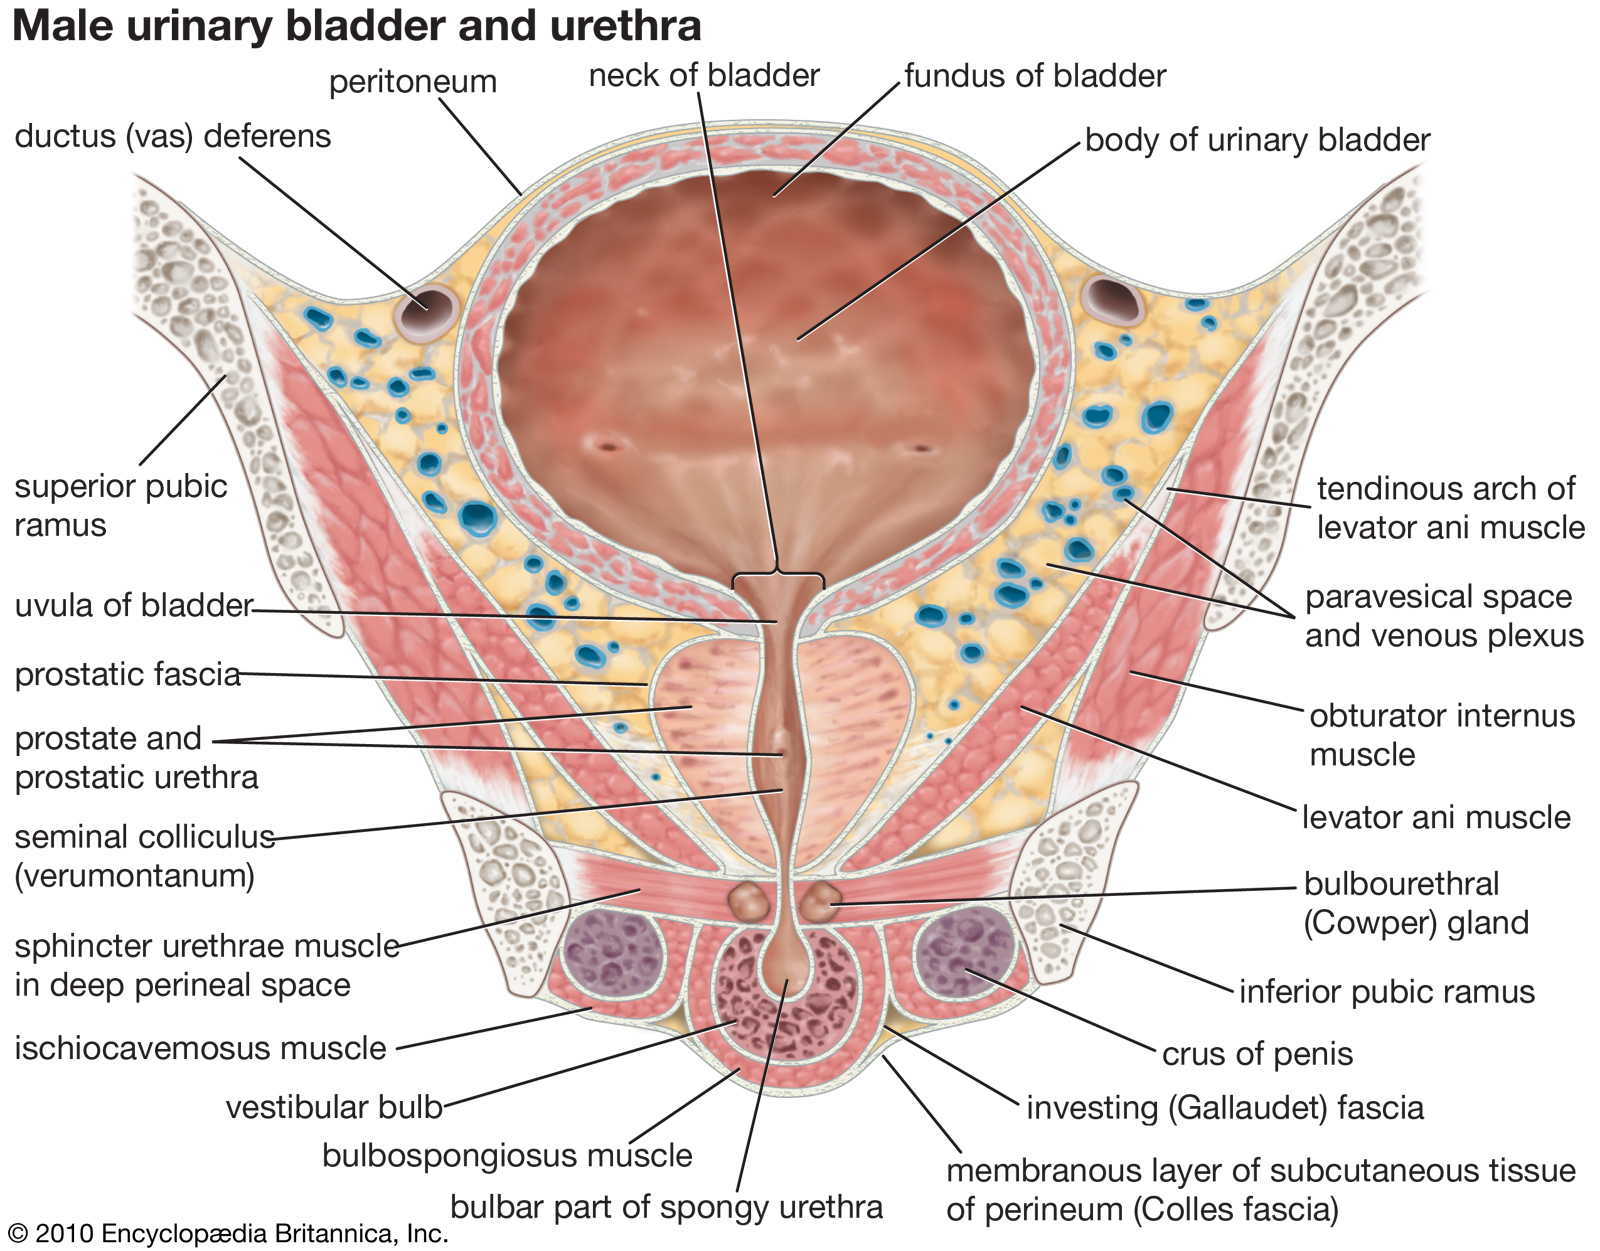 Male urinary bladder and urethra
peritoneum
neck of bladder
fundus of bladder
ductus (vas) deferens
body of urinary bladder
superior pubic
ramus
tendinous arch of
levator ani muscle
uvula of bladder
paravesical space
and venous plexus
prostatic fascia
obturator internus
muscle
prostate and
prostatic urethra
levator ani muscle
seminal colliculus
(verumontanum)
bulbourethral
(Cowper) gland
sphincter urethrae muscle
in deep perineal space
inferior pubic ramus
ischiocavemosus muscle
crus of penis
vestibular bulb
investing (Gallaudet) fascia
bulbospongiosus muscle
membranous layer of subcutaneous tissue
of perineum (Colles fascia)
bulbar part of spongy urethra
© 2010 Encyclopædia Britannica, Inc.